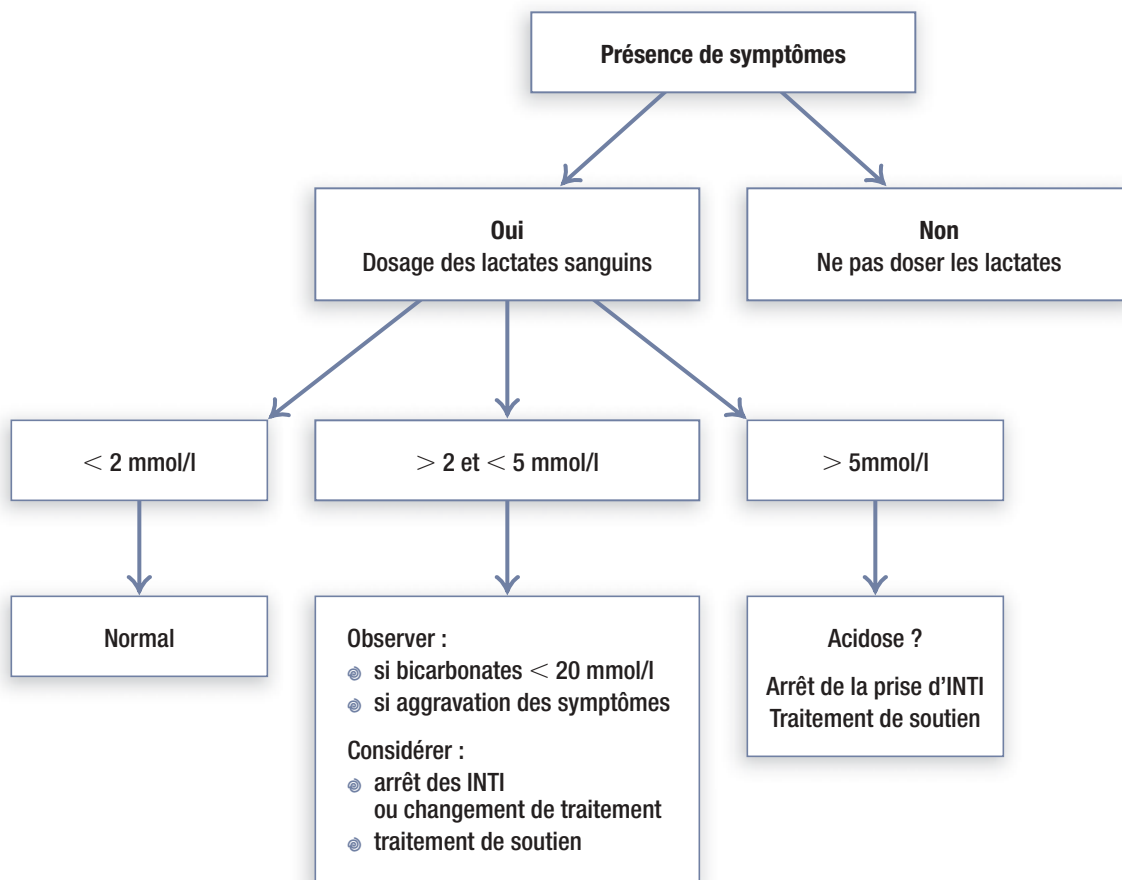 Présence de symptômes
Oui
Dosage des lactates sanguins
Non
Ne pas doser les lactates
< 2 mmol/l
> 2 et < 5 mmol/l
> 5mmol/l
Normal
Observer :
si bicarbonates < 20 mmol/l
si aggravation des symptômes
Considérer :
arrêt des INTI
ou changement de traitement
traitement de soutien
Acidose ?
Arrêt de la prise d'INTI
Traitement de soutien